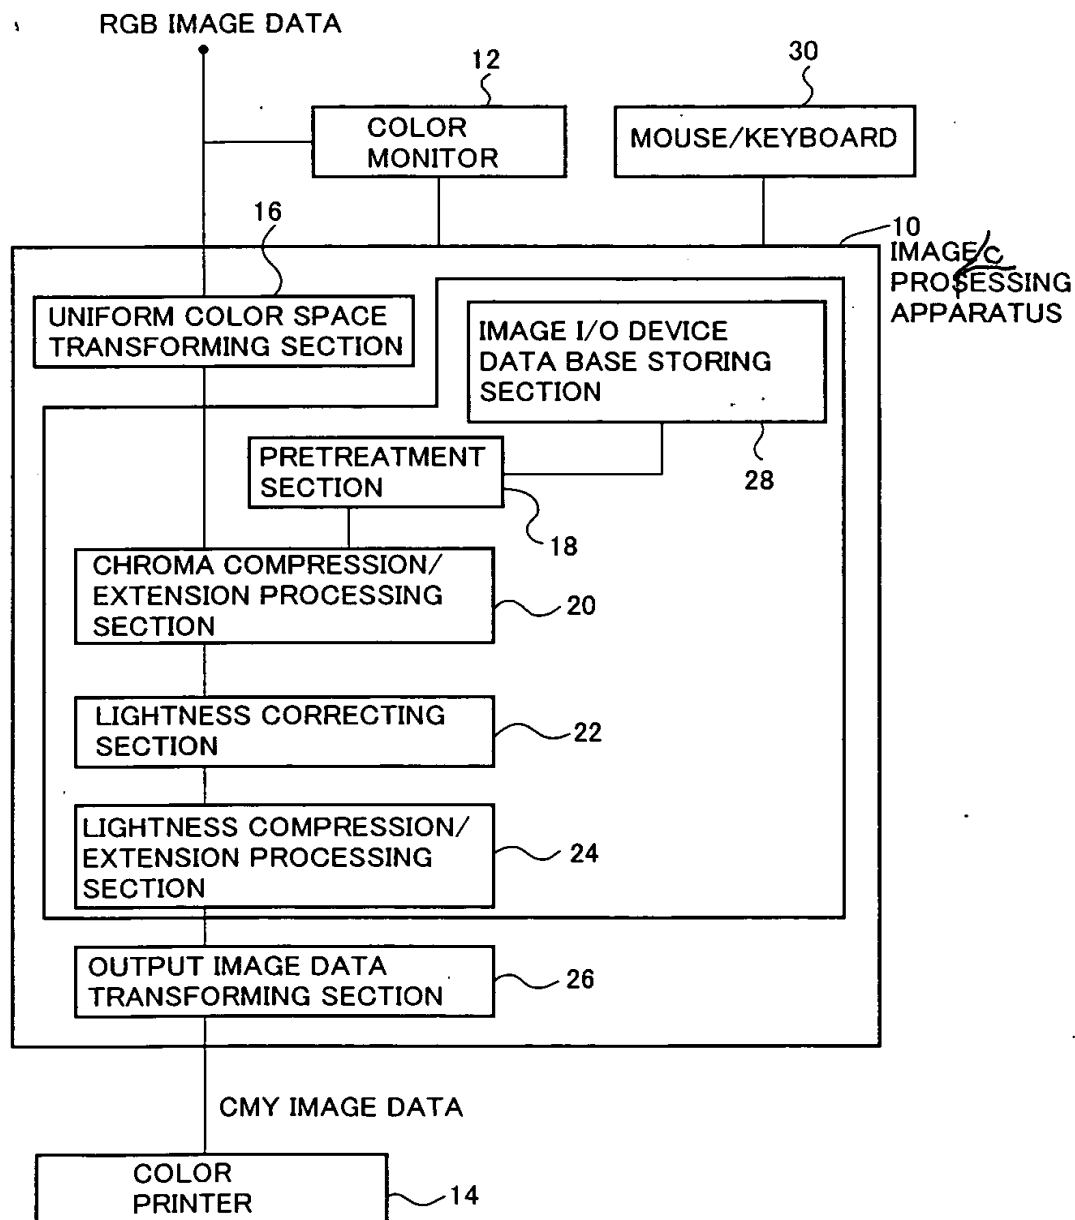 RGB IMAGE DATA
12
30
COLOR
MONITOR
MOUSE/KEYBOARD
16
10
IMAGE
C
PROSESSING
APPARATUS
UNIFORM COLOR SPACE
TRANSFORMING SECTION
IMAGE I/O DEVICE
DATA BASE STORING
SECTION
28
PRETREATMENT
SECTION
18
CHROMA COMPRESSION/
EXTENSION PROCESSING
SECTION
20
LIGHTNESS CORRECTING
SECTION
22
LIGHTNESS COMPRESSION/
EXTENSION PROCESSING
SECTION
24
OUTPUT IMAGE DATA
TRANSFORMING SECTION
26
CMY IMAGE DATA
COLOR
PRINTER
14